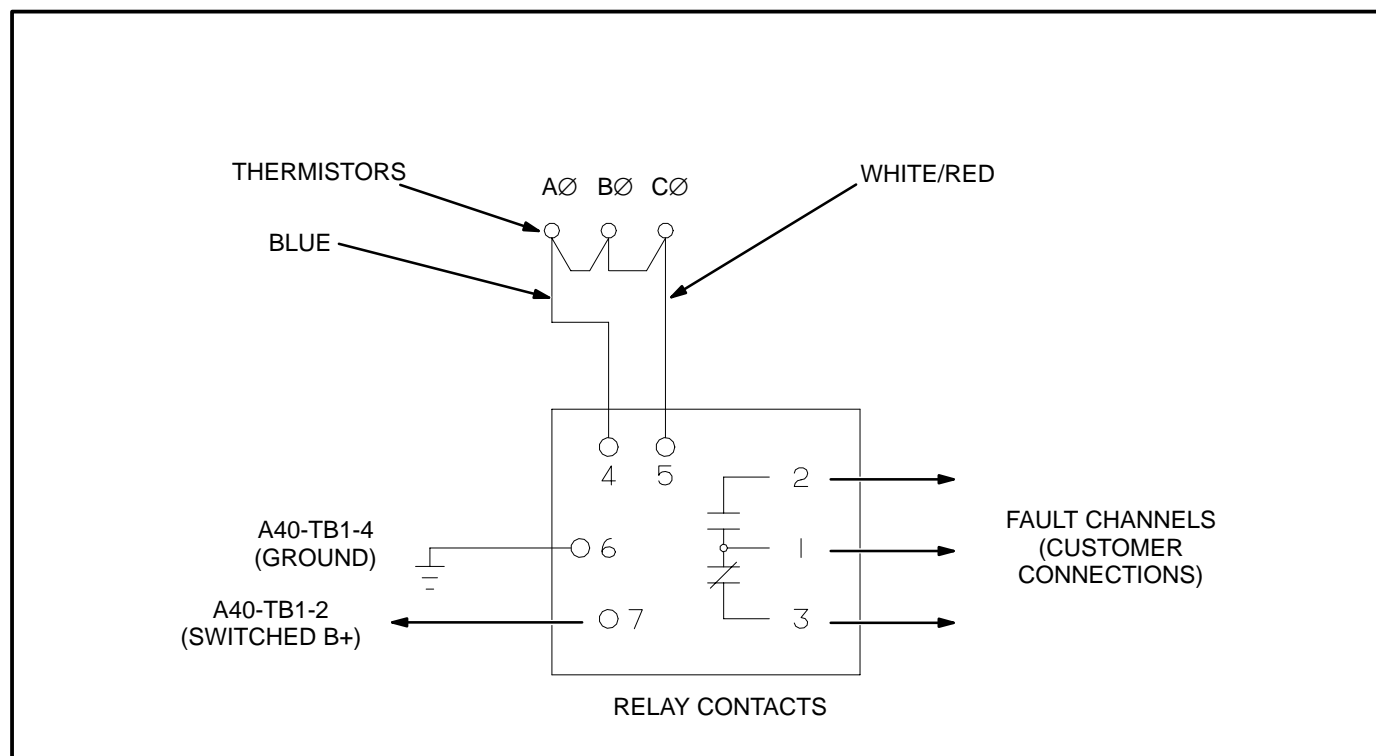 THERMISTORS
AØ BØ CØ
WHITE/RED
BLUE
4 5
2
1
3
6
7
A40-TB1-4
(GROUND)
A40-TB1-2
(SWITCHED B+)
FAULT CHANNELS
(CUSTOMER
CONNECTIONS)
RELAY CONTACTS